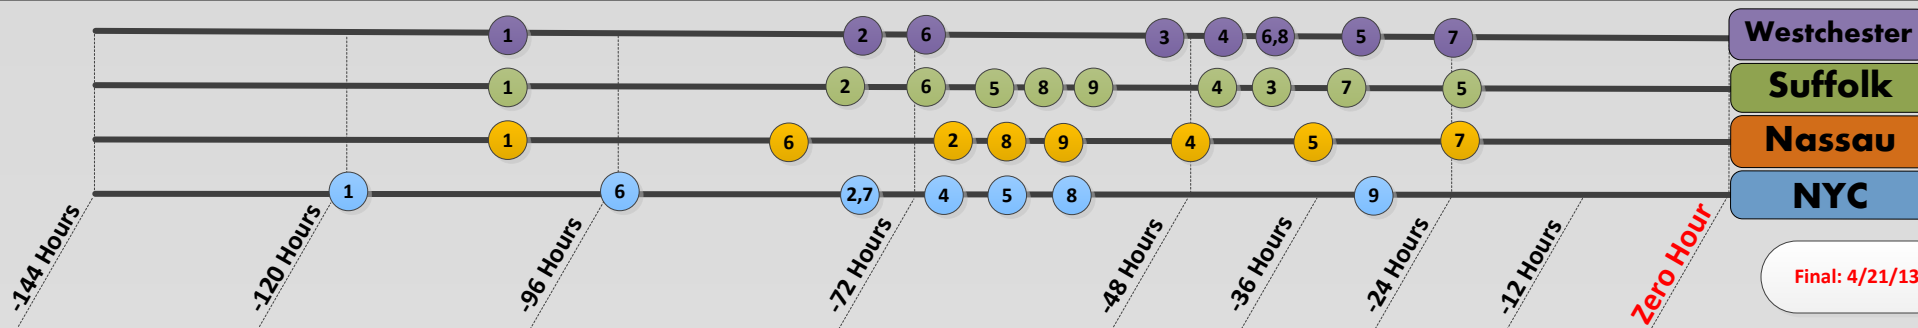 1 2 6 3 4 6,8 5 7 Westchester
1 2 6 5 8 9 4 3 7 5 Suffolk
1 6 2 8 9 4 5 7 Nassau
1 6 2,7 4 5 8 9 NYC
-144 Hours
-120 Hours
-96 Hours
-72 Hours
-48 Hours
-36 Hours
-24 Hours
-12 Hours
Zero Hour
Final: 4/21/13